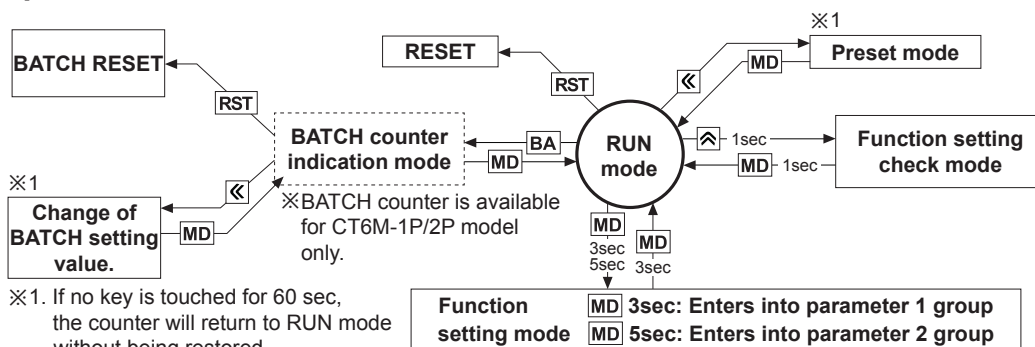 ※1
BATCH RESET
RESET
Preset mode
MD
RST
RST
≪
BATCH counter
indication mode
BA
MD
RUN
mode
︽ 1sec
MD 1sec
Function setting
check mode
※1
≪
MD
Change of
BATCH setting
value.
※BATCH counter is available
for CT6M-1P/2P model
only.
MD
3sec
5sec
MD
3sec
※1. If no key is touched for 60 sec,
the counter will return to RUN mode
without being restored
Function
setting mode
MD 3sec: Enters into parameter 1 group
MD 5sec: Enters into parameter 2 group